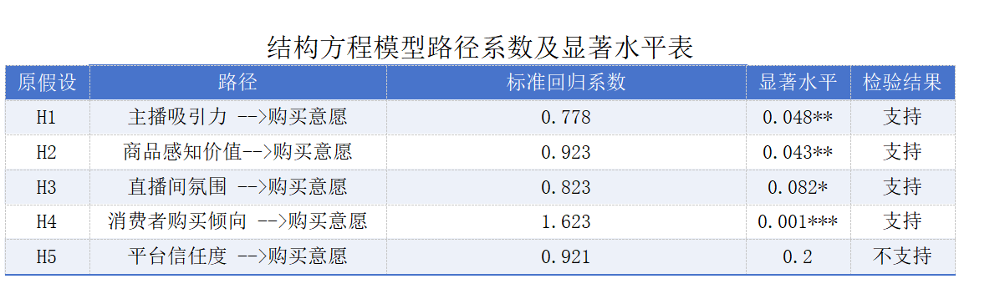 结构方程模型路径系数及显著水平表
原假设 路径 标准回归系数 显著水平 检验结果
H1 主播吸引力 -->购买意愿 0.778 0.048** 支持
H2 商品感知价值-->购买意愿 0.923 0.043** 支持
H3 直播间氛围 -->购买意愿 0.823 0.082* 支持
H4 消费者购买倾向 -->购买意愿 1.623 0.001*** 支持
H5 平台信任度 -->购买意愿 0.921 0.2 不支持